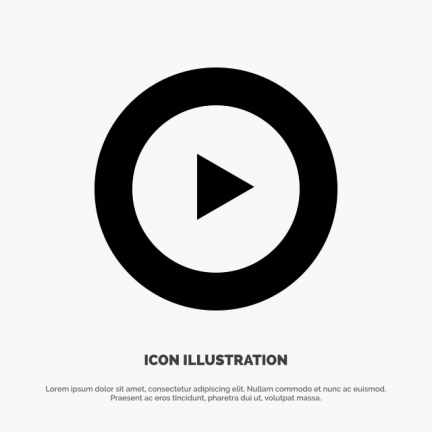 ICON ILLUSTRATION
Lorem ipsum dolor sit amet, consectetur adipiscing elit. Nullam commodo et nunc ac euismod.
Praesent ac eros tincidunt, pharetra dui ut, volutpat massa.